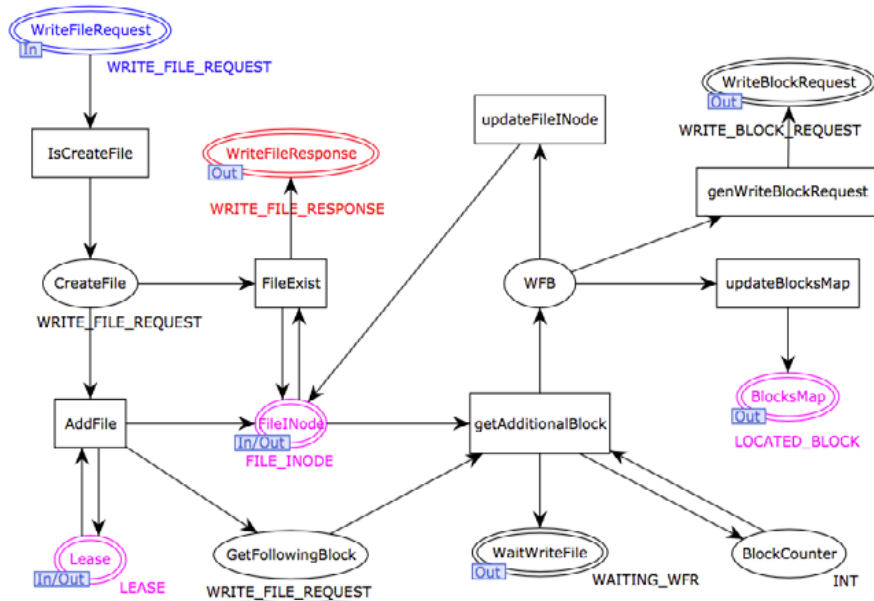 WriteFileRequest
In
WRITE_FILE_REQUEST
WriteBlockRequest
Out
WRITE_BLOCK_REQUEST
updateFileINode
IsCreateFile
WriteFileResponse
Out
WRITE_FILE_RESPONSE
genWriteBlockRequest
CreateFile
WRITE_FILE_REQUEST
FileExist
WFB
updateBlocksMap
AddFile
FileINode
In/Out
FILE_INODE
getAdditionalBlock
BlocksMap
Out
LOCATED_BLOCK
Lease
In/Out
LEASE
GetFollowingBlock
WRITE_FILE_REQUEST
WaitWriteFile
Out
WAITING_WFR
BlockCounter
INT